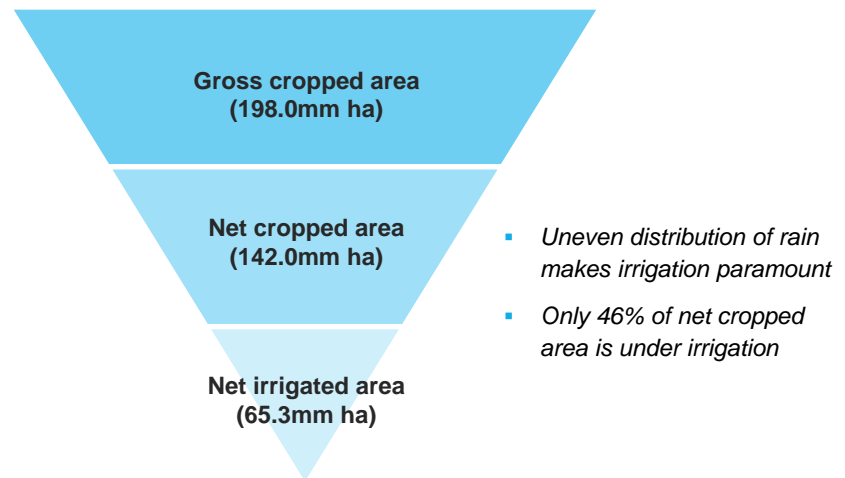 Gross cropped area
(198.0mm ha)
Net cropped area
(142.0mm ha)
▪ Uneven distribution of rain
makes irrigation paramount
▪ Only 46% of net cropped
area is under irrigation
Net irrigated area
(65.3mm ha)